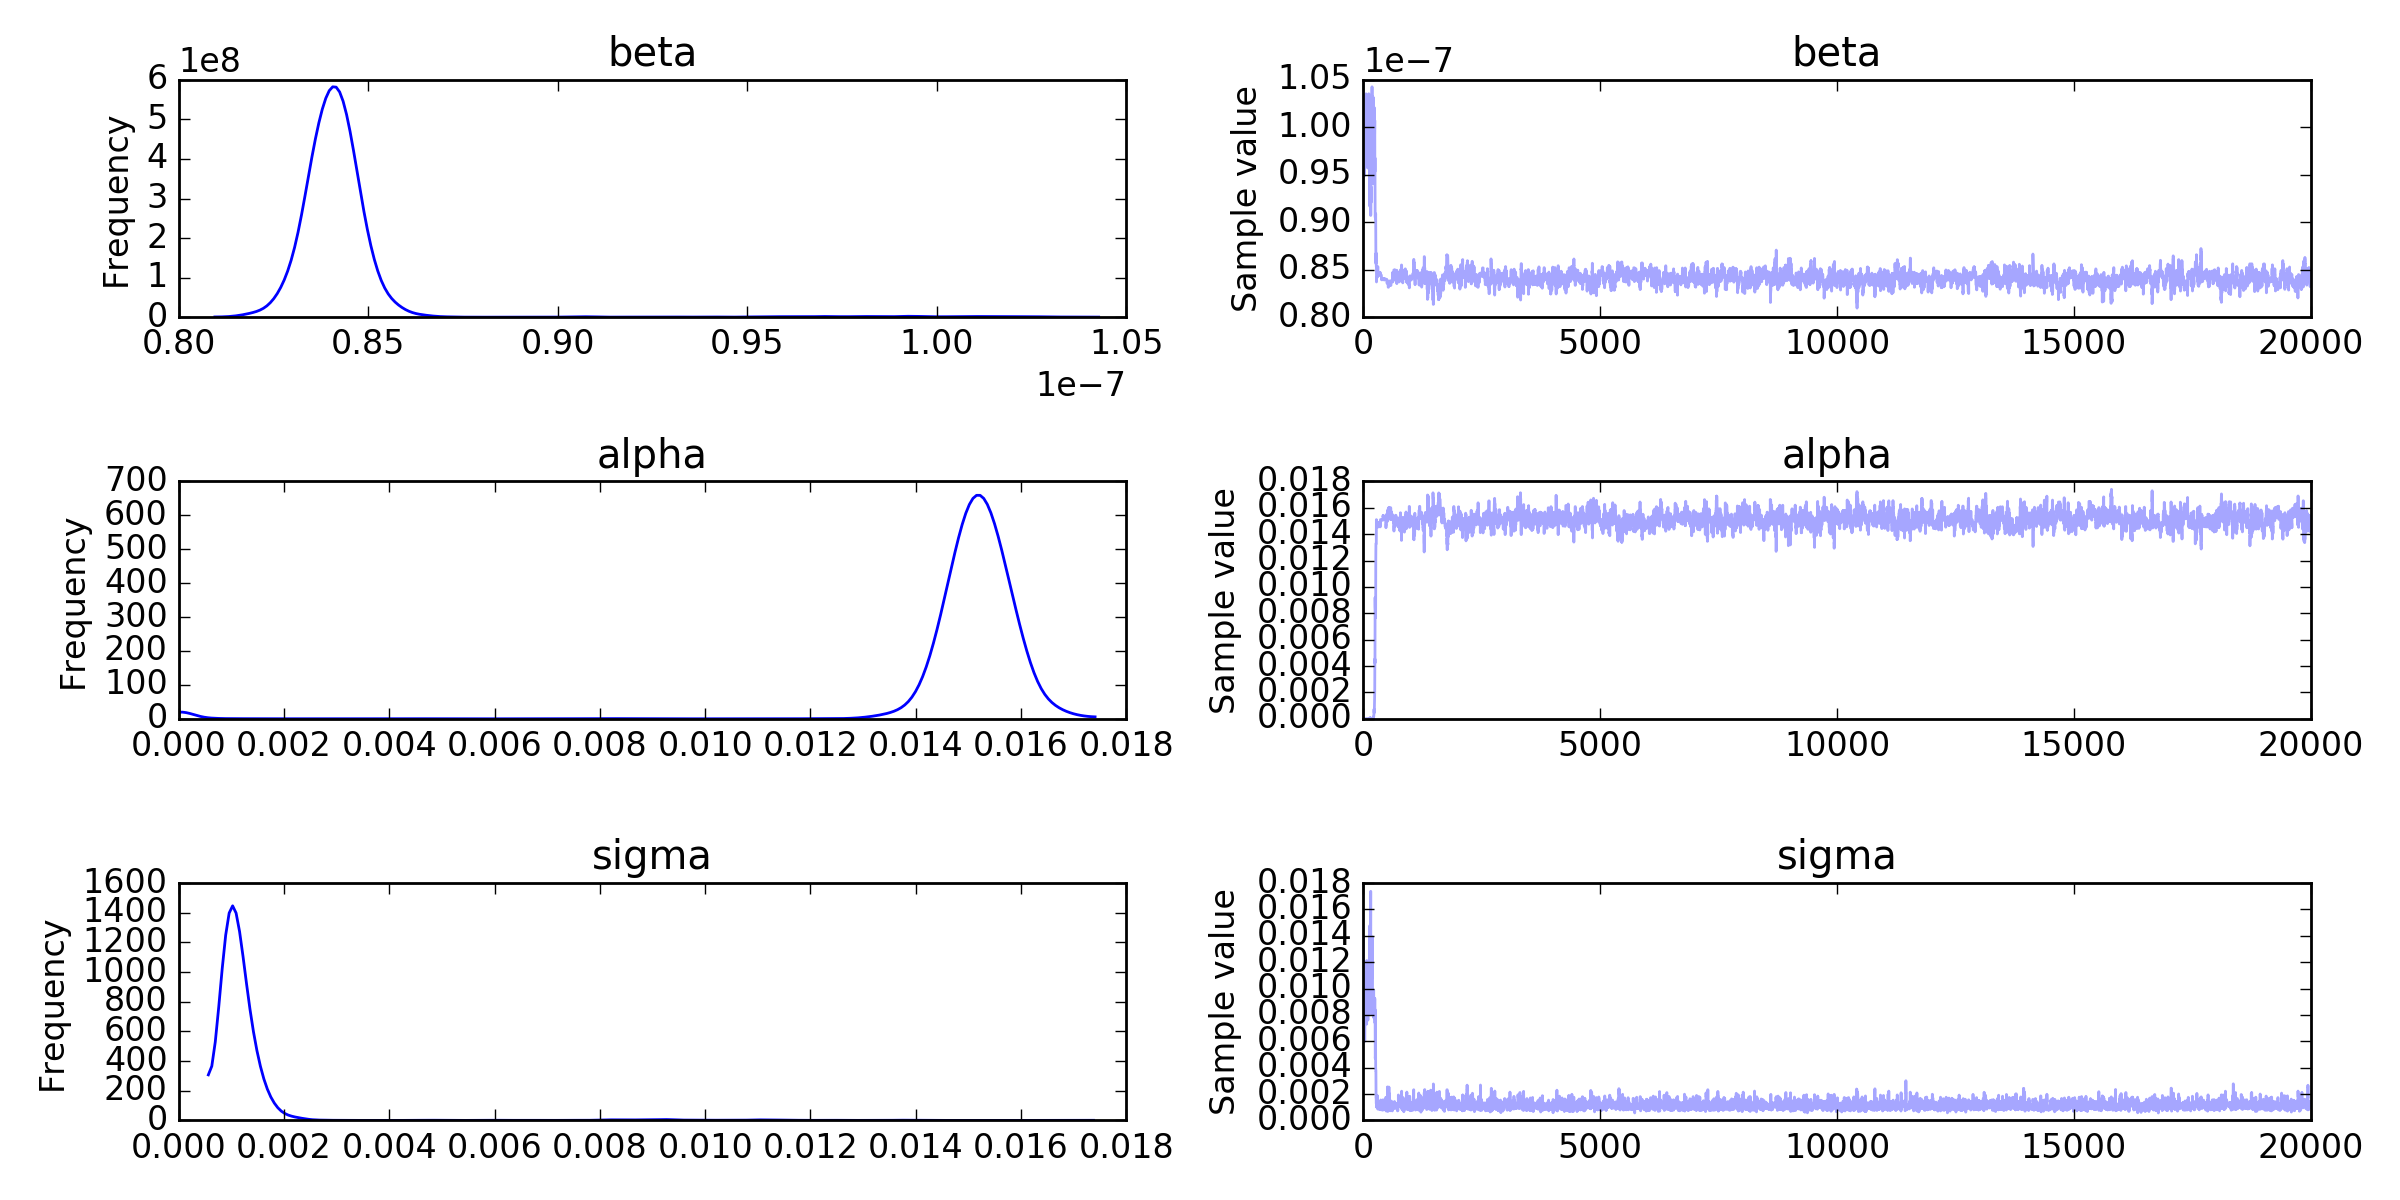 beta
1e8
6
5
4
3
2
1
0
Frequency
0.80 0.85 0.90 0.95 1.00 1.05
1e−7
beta
1e−7
1.05
1.00
0.95
0.90
0.85
0.80
Sample value
0 5000 10000 15000 20000
alpha
700
600
500
400
300
200
100
0
Frequency
0.000 0.002 0.004 0.006 0.008 0.010 0.012 0.014 0.016 0.018
alpha
0.018
0.016
0.014
0.012
0.010
0.008
0.006
0.004
0.002
0.000
Sample value
0 5000 10000 15000 20000
sigma
1600
1400
1200
1000
800
600
400
200
0
Frequency
0.000 0.002 0.004 0.006 0.008 0.010 0.012 0.014 0.016 0.018
sigma
0.018
0.016
0.014
0.012
0.010
0.008
0.006
0.004
0.002
0.000
Sample value
0 5000 10000 15000 20000